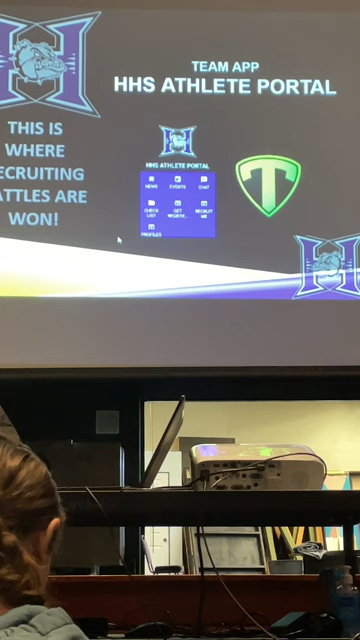 TEAM APP
HHS ATHLETE PORTAL
THIS IS
WHERE
ECRUITING
ATTLES ARE
WON!
HHS ATHLETE PORTAL
NEWS
EVENTS
CHAT
CHECK
LIST
GET
RECRUIT
ME
PROFILES